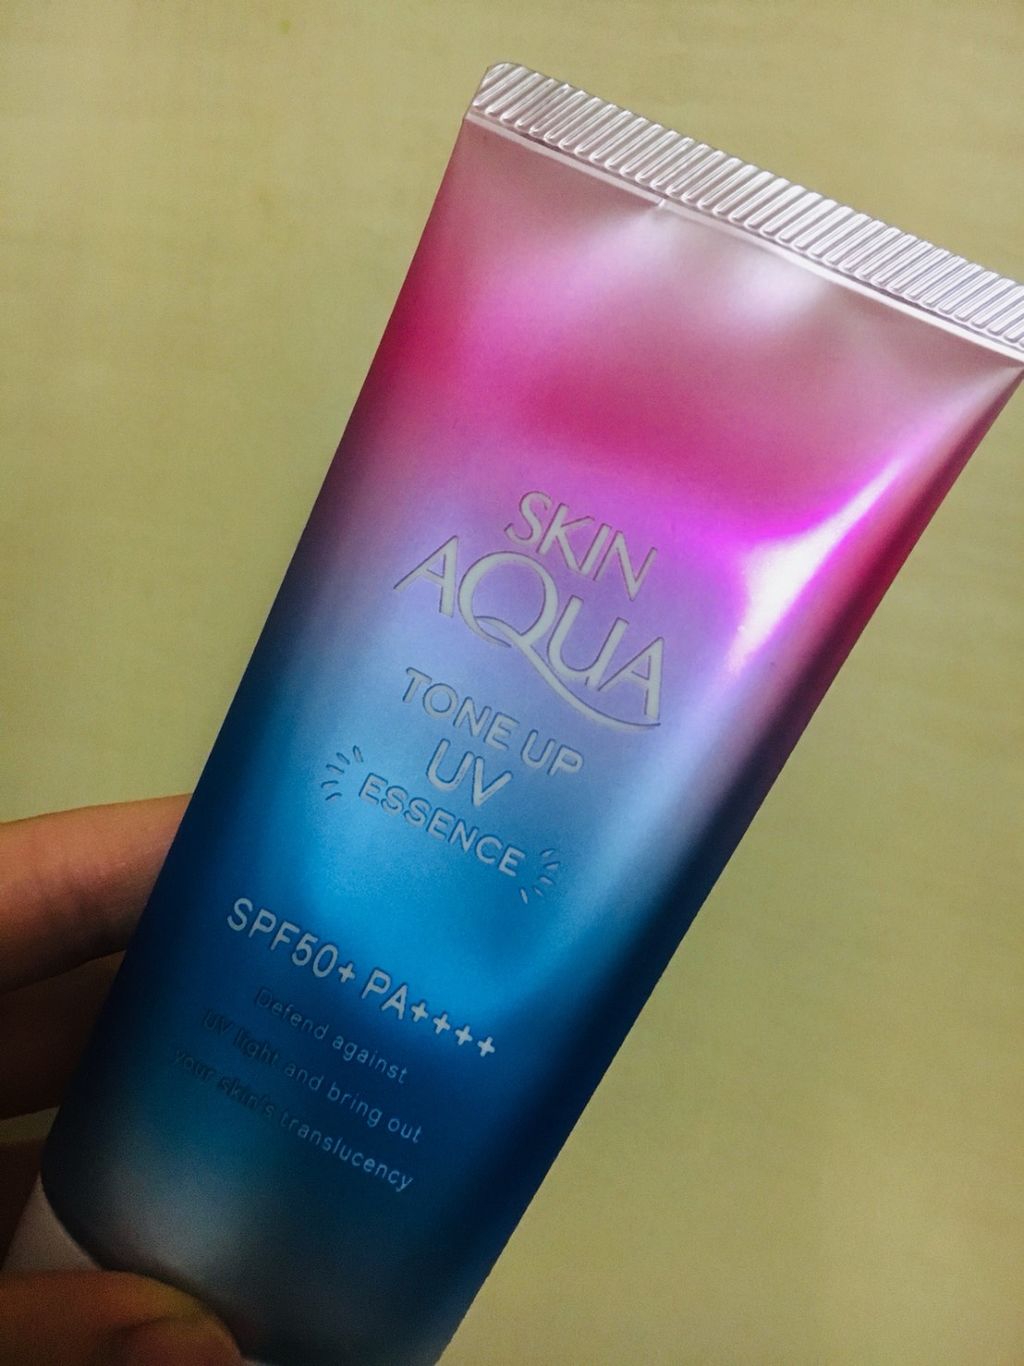 SKIN
AQUA
TONE UP
UV
ESSENCE
SPF50+ PA++++
Defend against
UV light and bring out
your skin's translucency